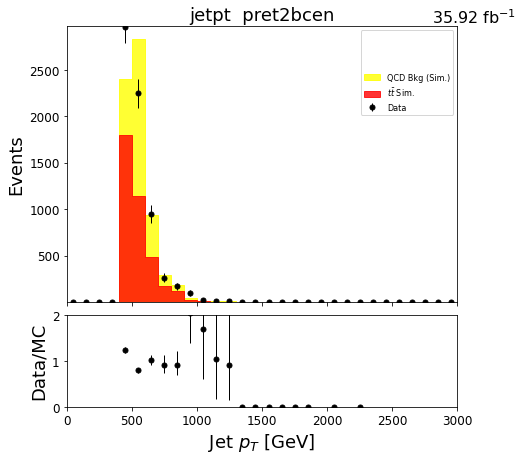 jetpt pret2bcen
35.92 fb⁻¹
QCD Bkg (Sim.)
tt̄ Sim.
Data
Events
2500
2000
1500
1000
500
Data/MC
2
1
0
0 500 1000 1500 2000 2500 3000
Jet p_T [GeV]